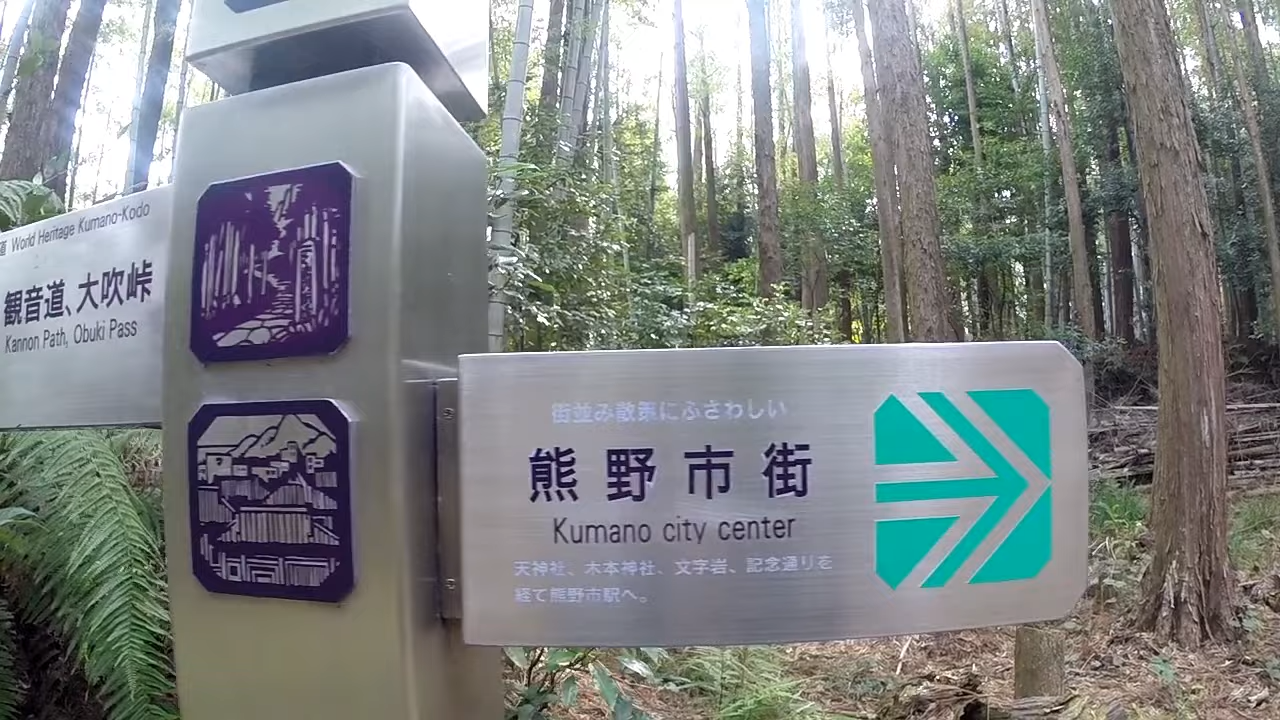 道 World Heritage Kumano-Kodo
観音道、大吹峠
Kannon Path, Obuki Pass
街並み散策にふさわしい
熊野市街
Kumano city center
天神社、木本神社、文字岩、記念通りを
経て熊野市駅へ。